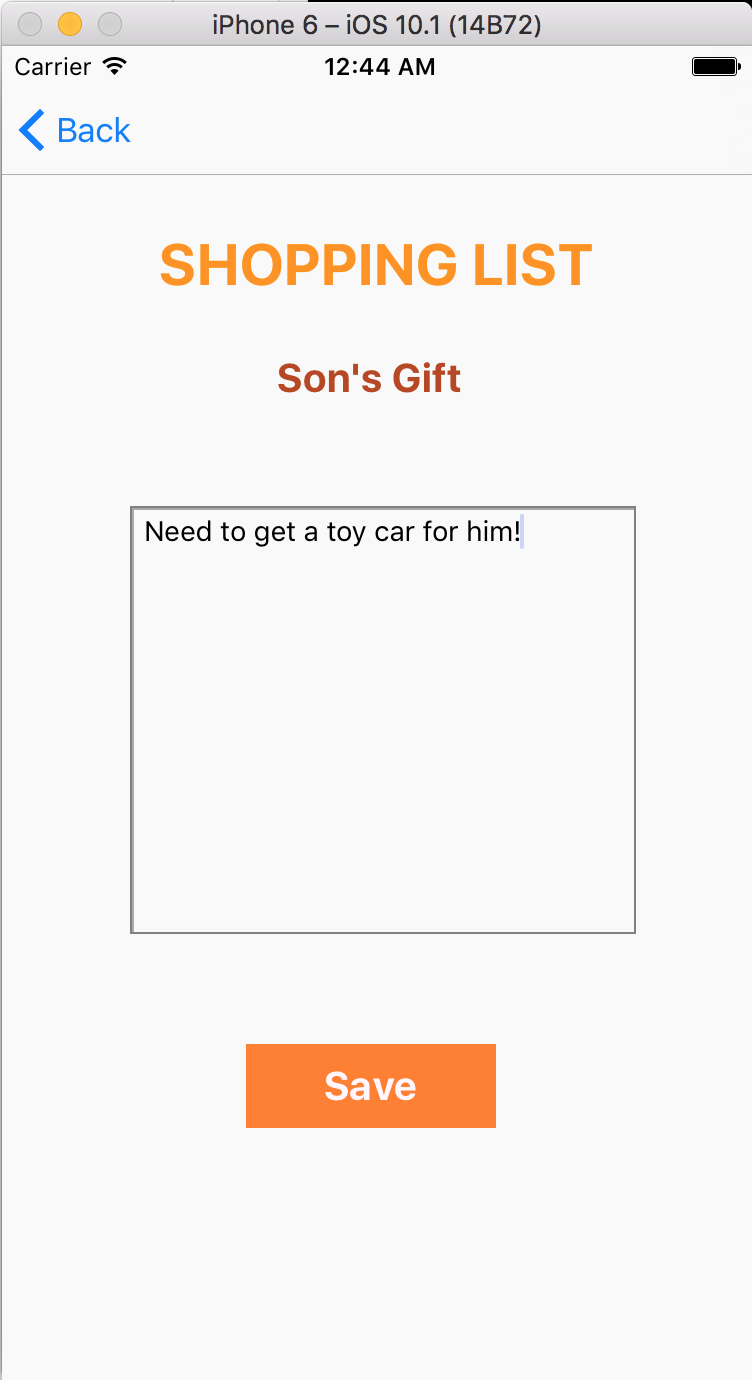 iPhone 6 – iOS 10.1 (14B72)
Carrier 12:44 AM
Back
SHOPPING LIST
Son's Gift
Need to get a toy car for him!
Save